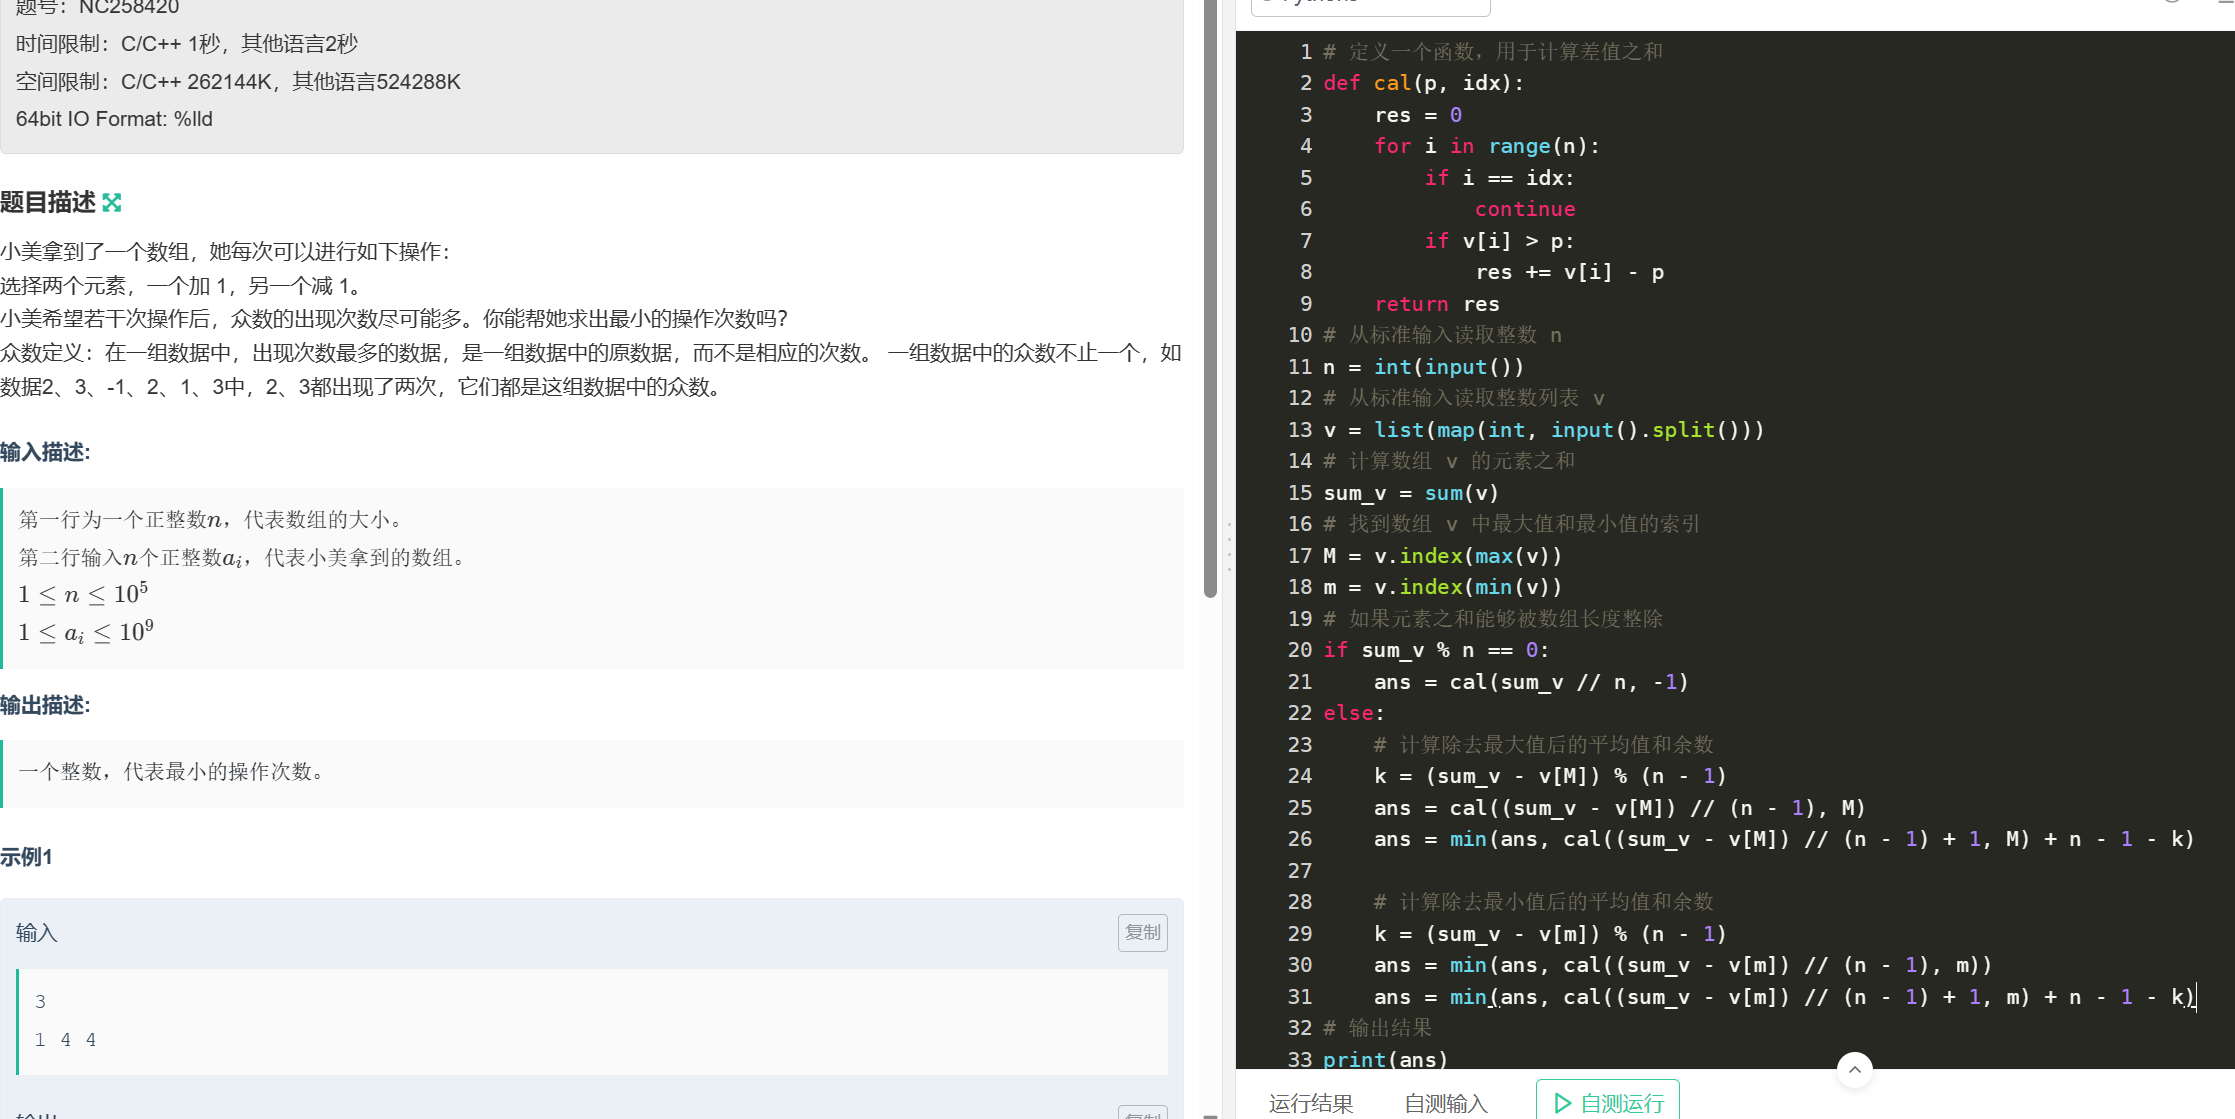 题号：NC258420
时间限制：C/C++ 1秒，其他语言2秒
空间限制：C/C++ 262144K，其他语言524288K
64bit IO Format: %lld
题目描述
小美拿到了一个数组，她每次可以进行如下操作：
选择两个元素，一个加 1，另一个减 1。
小美希望若干次操作后，众数的出现次数尽可能多。你能帮她求出最小的操作次数吗？
众数定义：在一组数据中，出现次数最多的数据，是一组数据中的原数据，而不是相应的次数。 一组数据中的众数不止一个，如
数据2、3、-1、2、1、3中，2、3都出现了两次，它们都是这组数据中的众数。
输入描述:
第一行为一个正整数n，代表数组的大小。
第二行输入n个正整数aᵢ，代表小美拿到的数组。
1 ≤ n ≤ 10⁵
1 ≤ aᵢ ≤ 10⁹
输出描述:
一个整数，代表最小的操作次数。
示例1
输入
复制
3
1 4 4
1 # 定义一个函数，用于计算差值之和
2 def cal(p, idx):
3     res = 0
4     for i in range(n):
5         if i == idx:
6             continue
7         if v[i] > p:
8             res += v[i] - p
9     return res
10 # 从标准输入读取整数 n
11 n = int(input())
12 # 从标准输入读取整数列表 v
13 v = list(map(int, input().split()))
14 # 计算数组 v 的元素之和
15 sum_v = sum(v)
16 # 找到数组 v 中最大值和最小值的索引
17 M = v.index(max(v))
18 m = v.index(min(v))
19 # 如果元素之和能够被数组长度整除
20 if sum_v % n == 0:
21     ans = cal(sum_v // n, -1)
22 else:
23     # 计算除去最大值后的平均值和余数
24     k = (sum_v - v[M]) % (n - 1)
25     ans = cal((sum_v - v[M]) // (n - 1), M)
26     ans = min(ans, cal((sum_v - v[M]) // (n - 1) + 1, M) + n - 1 - k)
27
28     # 计算除去最小值后的平均值和余数
29     k = (sum_v - v[m]) % (n - 1)
30     ans = min(ans, cal((sum_v - v[m]) // (n - 1), m))
31     ans = min(ans, cal((sum_v - v[m]) // (n - 1) + 1, m) + n - 1 - k)
32 # 输出结果
33 print(ans)
运行结果
自测输入
自测运行